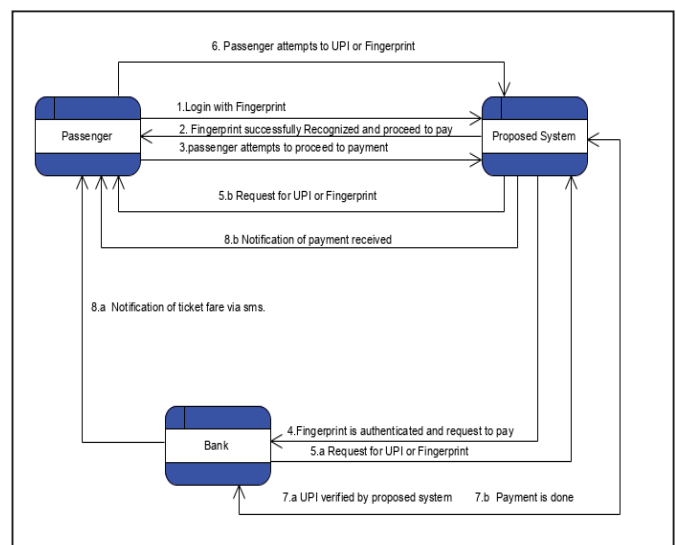 6. Passenger attempts to UPI or Fingerprint
1.Login with Fingerprint
Passenger
2. Fingerprint successfully Recognized and proceed to pay
Proposed System
3.passenger attempts to proceed to payment
5.b Request for UPI or Fingerprint
8.b Notification of payment received
8.a Notification of ticket fare via sms.
4.Fingerprint is authenticated and request to pay
Bank
5.a Request for UPI or Fingerprint
7.a UPI verified by proposed system
7.b Payment is done